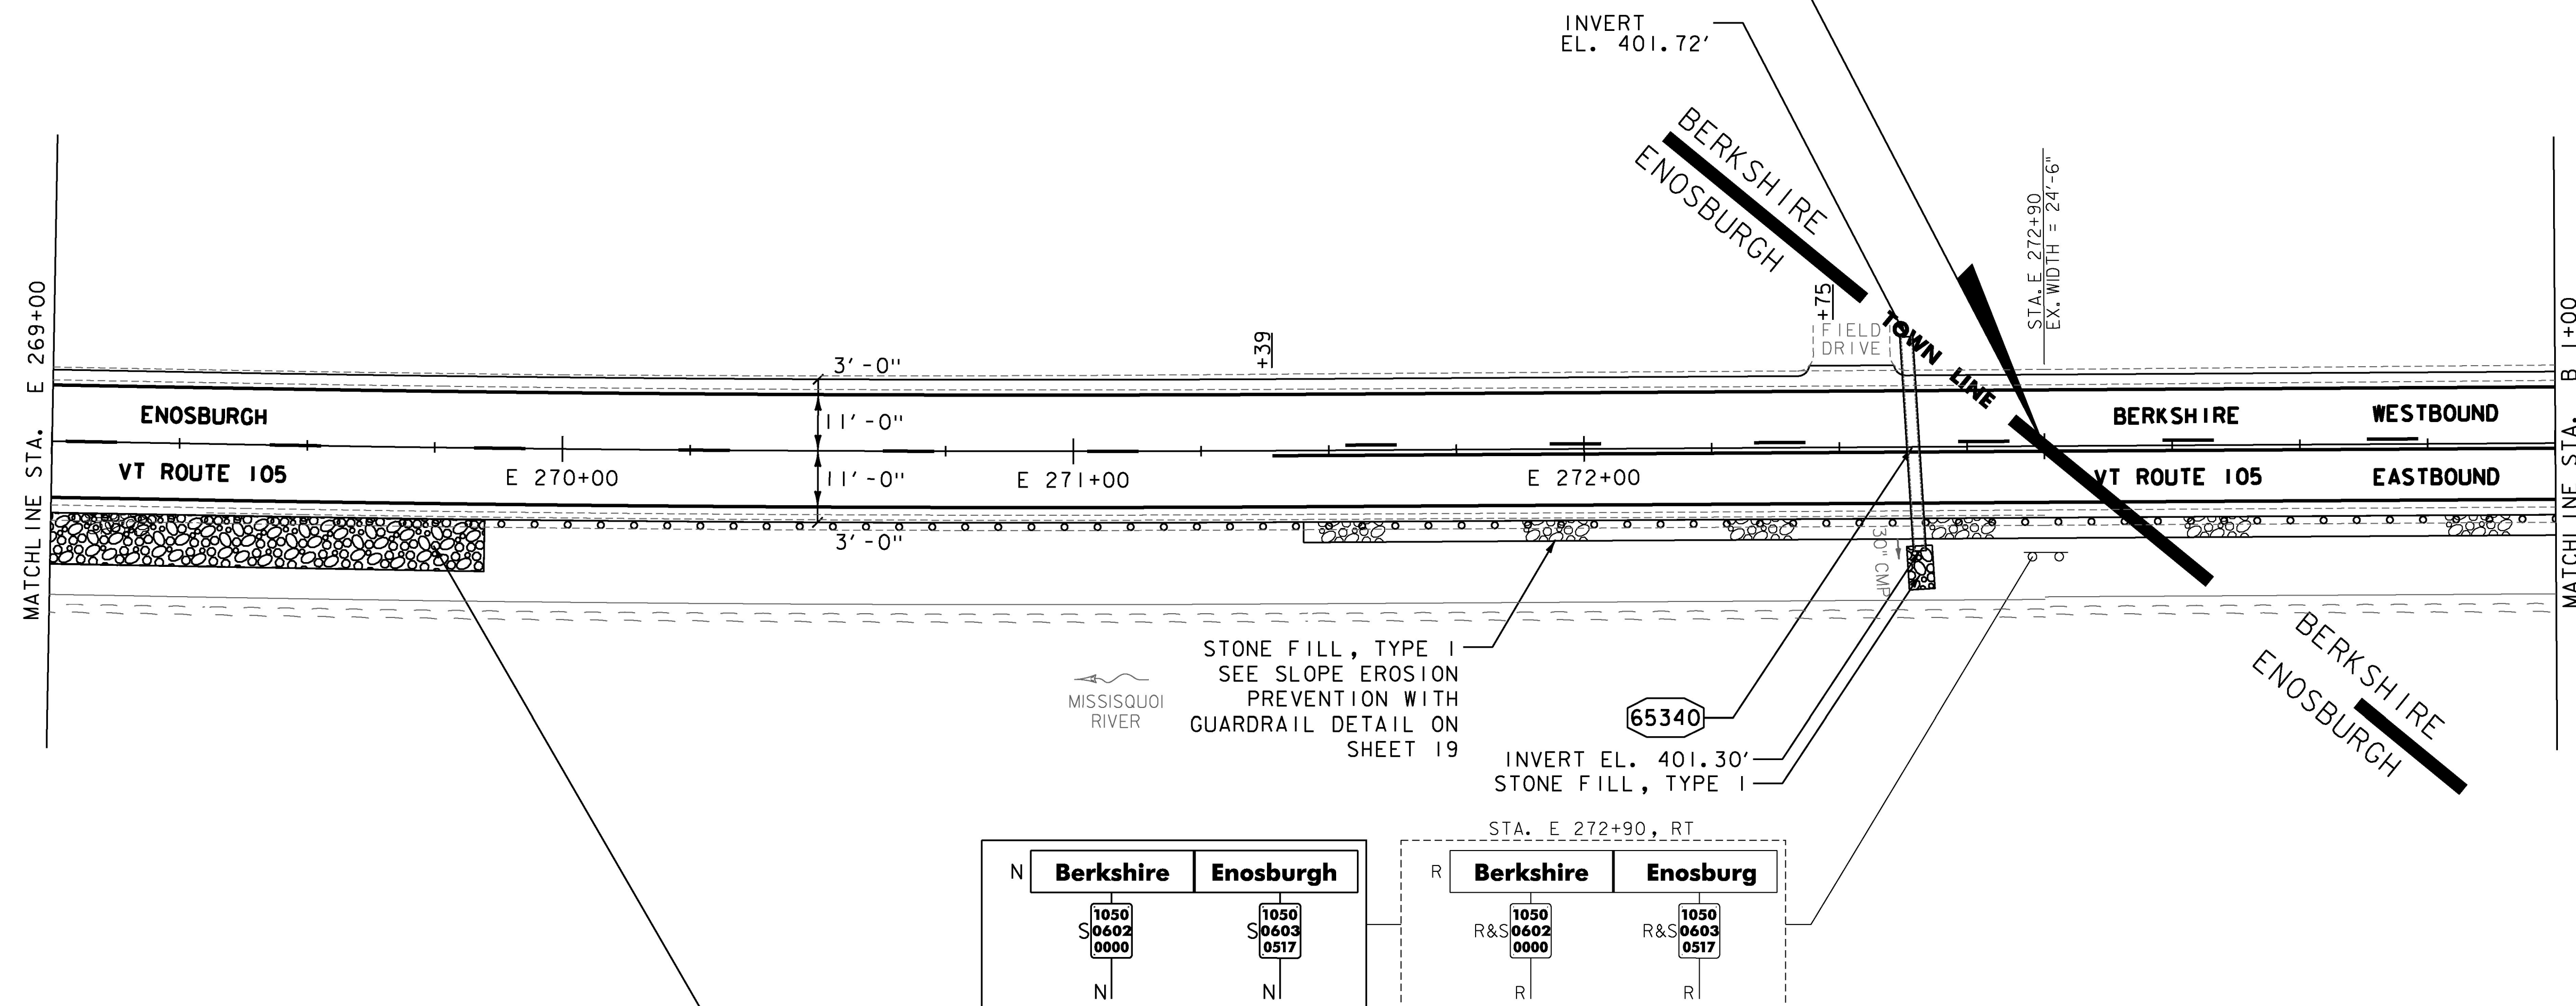 INVERT
EL. 401.72'
BERKSHIRE
ENOSBURGH
STA. E 272+90
EX. WIDTH = 24'-6"
+75
FIELD
DRIVE
TOWN LINE
+39
MATCHLINE STA. E 269+00
MATCHLINE STA. B 1+00
3'-0"
11'-0"
11'-0"
3'-0"
ENOSBURGH
VT ROUTE 105
E 270+00
E 271+00
E 272+00
BERKSHIRE
WESTBOUND
VT ROUTE 105
EASTBOUND
30" CMP
STONE FILL, TYPE I
SEE SLOPE EROSION
PREVENTION WITH
GUARDRAIL DETAIL ON
SHEET 19
MISSISQUOI
RIVER
65340
INVERT EL. 401.30'
STONE FILL, TYPE I
BERKSHIRE
ENOSBURGH
N Berkshire Enosburgh
S 1050 S 1050
0602 0603
0000 0517
N N
STA. E 272+90, RT
R Berkshire Enosburg
R&S 1050 R&S 1050
0602 0603
0000 0517
R R